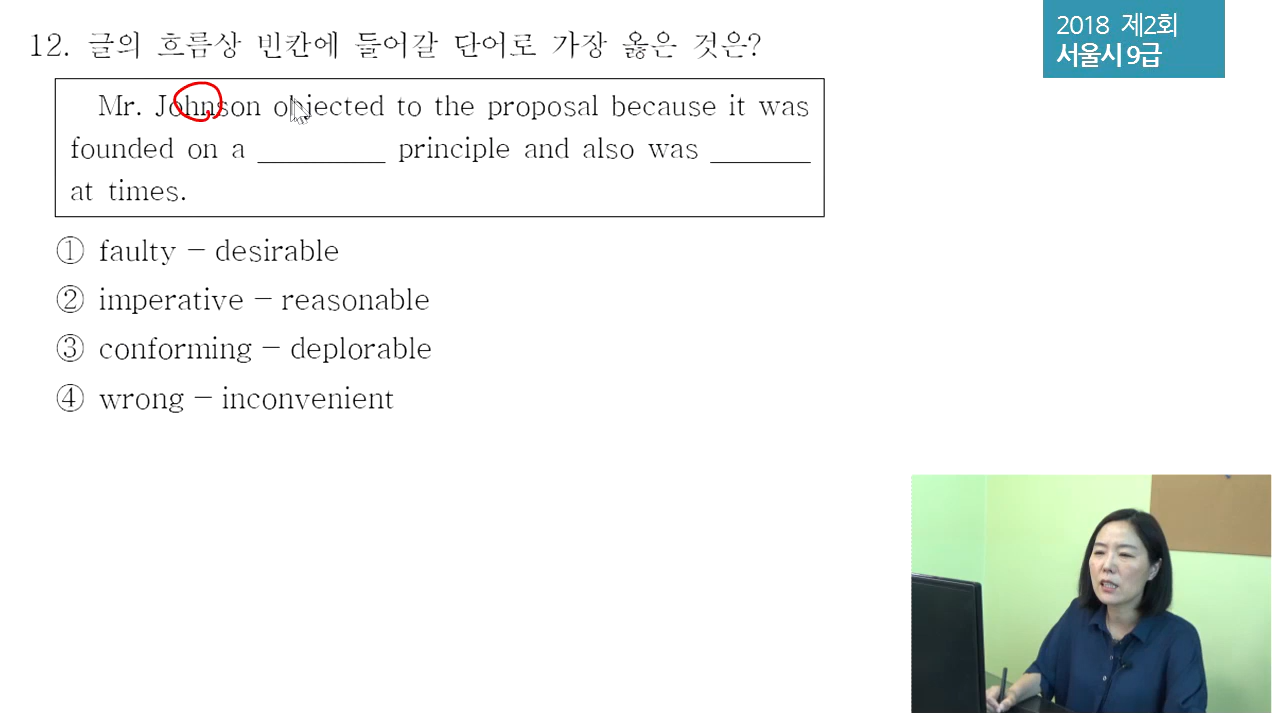 2018 제2회
서울시 9급
12. 글의 흐름상 빈칸에 들어갈 단어로 가장 옳은 것은?
Mr. Johnson objected to the proposal because it was
founded on a ________ principle and also was ______
at times.
① faulty - desirable
② imperative - reasonable
③ conforming - deplorable
④ wrong - inconvenient